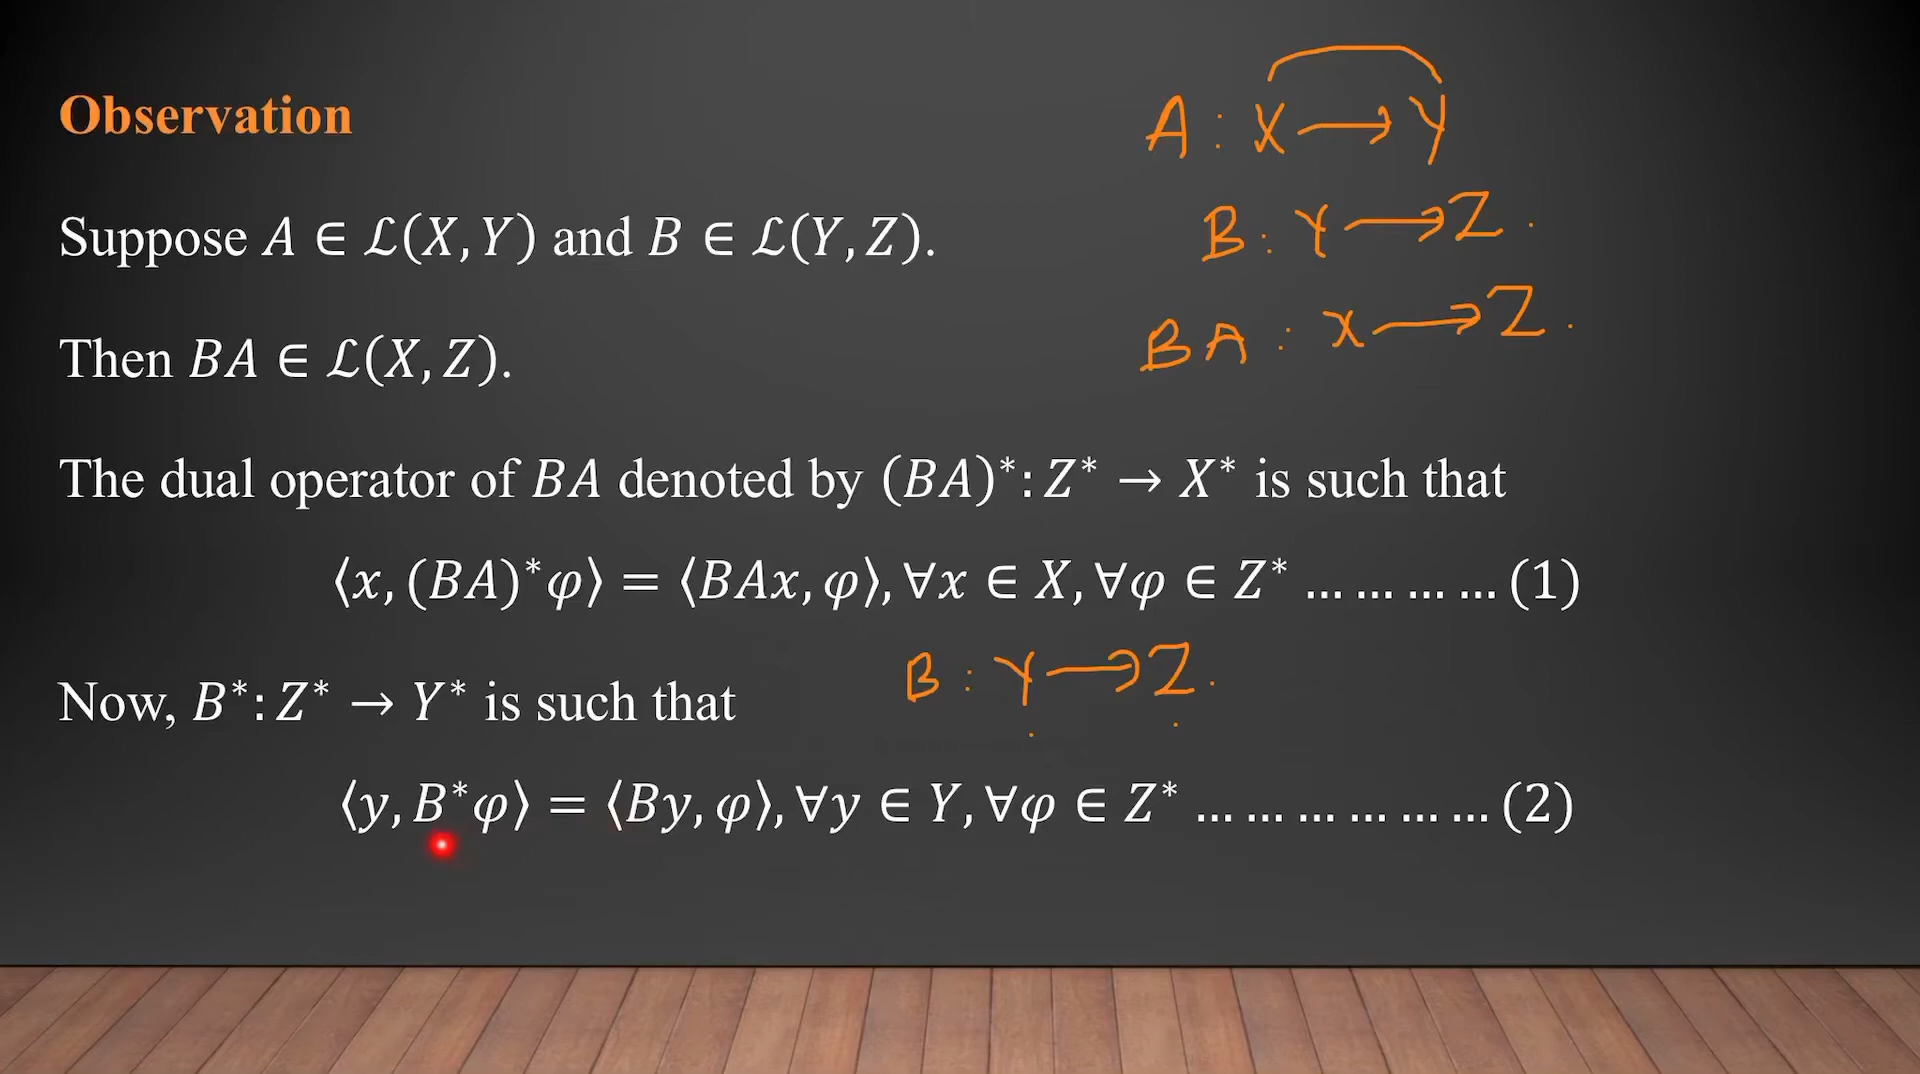 Observation
A : X → Y
Suppose A ∈ ℒ(X, Y) and B ∈ ℒ(Y, Z).
B : Y → Z .
Then BA ∈ ℒ(X, Z).
BA : X → Z .
The dual operator of BA denoted by (BA)*: Z* → X* is such that
⟨x, (BA)*φ⟩ = ⟨BAx, φ⟩, ∀x ∈ X, ∀φ ∈ Z* … … … … (1)
Now, B*: Z* → Y* is such that
B : Y → Z .
⟨y, B*φ⟩ = ⟨By, φ⟩, ∀y ∈ Y, ∀φ ∈ Z* … … … … … … (2)